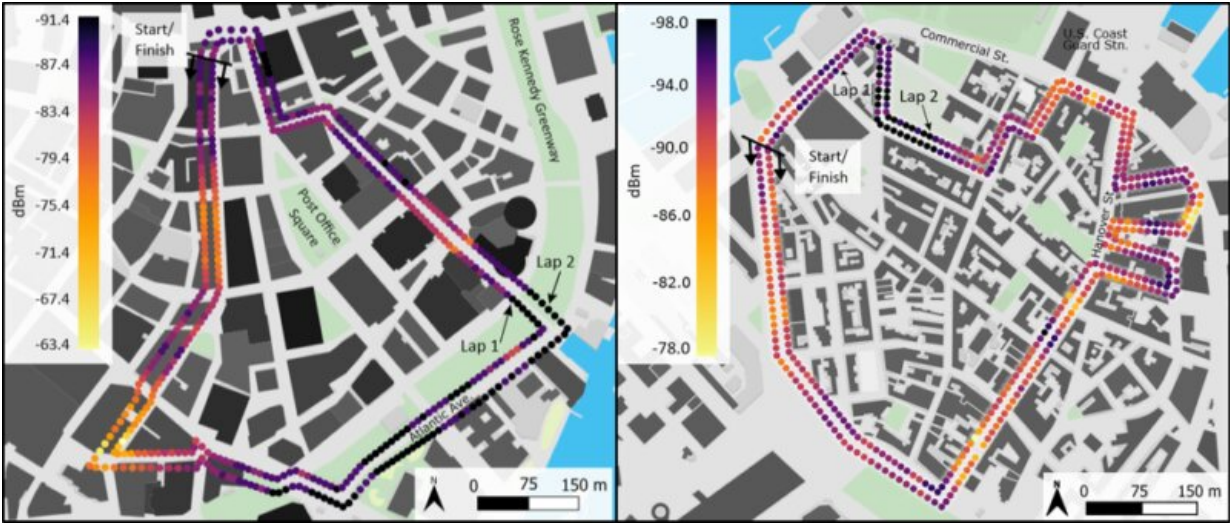 -91.4
-87.4
-83.4
-79.4
-75.4
-71.4
-67.4
-63.4
dBm
Start/
Finish
Rose Kennedy Greenway
Post Office
Square
Lap 2
Lap 1
Atlantic Ave.
N
0 75 150 m
-98.0
-94.0
-90.0
-86.0
-82.0
-78.0
dBm
Commercial St.
U.S. Coast
Guard Stn.
Lap 1
Lap 2
Start/
Finish
Hanover St.
N
0 75 150 m